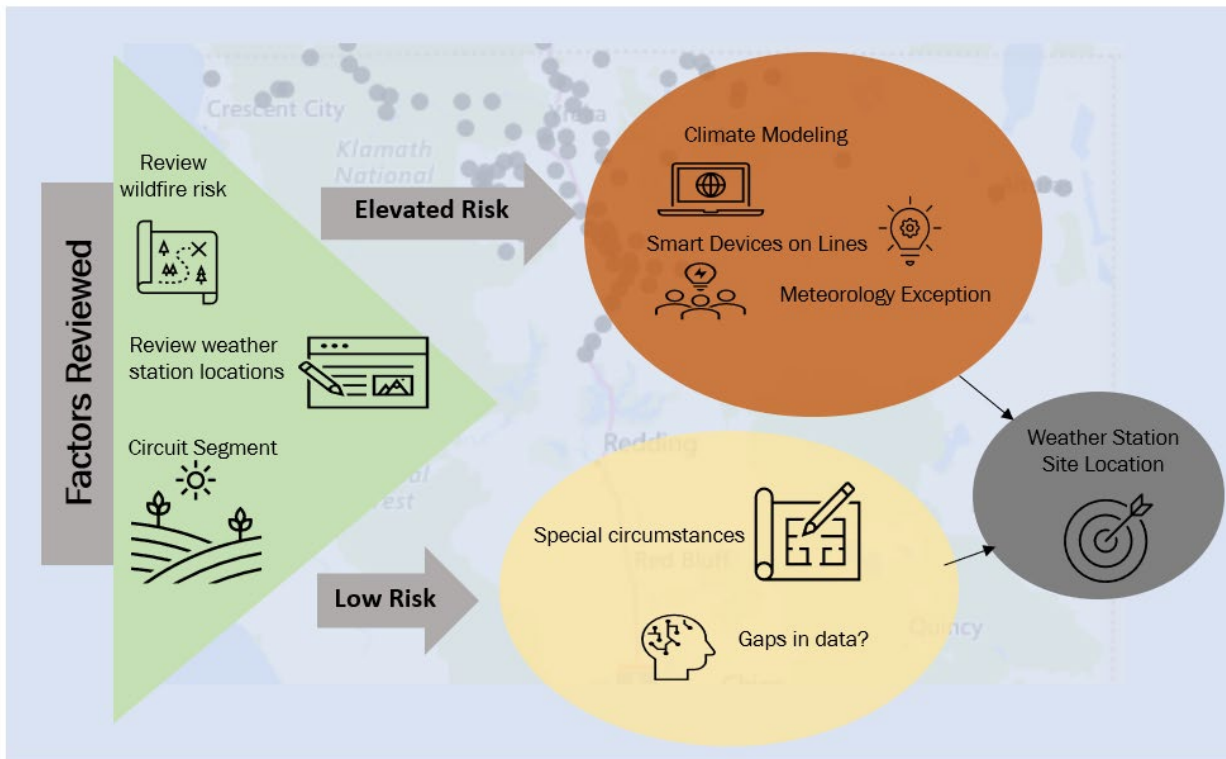 Factors Reviewed
Review
wildfire risk
Review weather
station locations
Circuit Segment
Elevated Risk
Low Risk
Climate Modeling
Smart Devices on Lines
Meteorology Exception
Special circumstances
Gaps in data?
Weather Station
Site Location
Crescent City
Klamath
National
Yreka
Redding
Red Bluff
Quincy